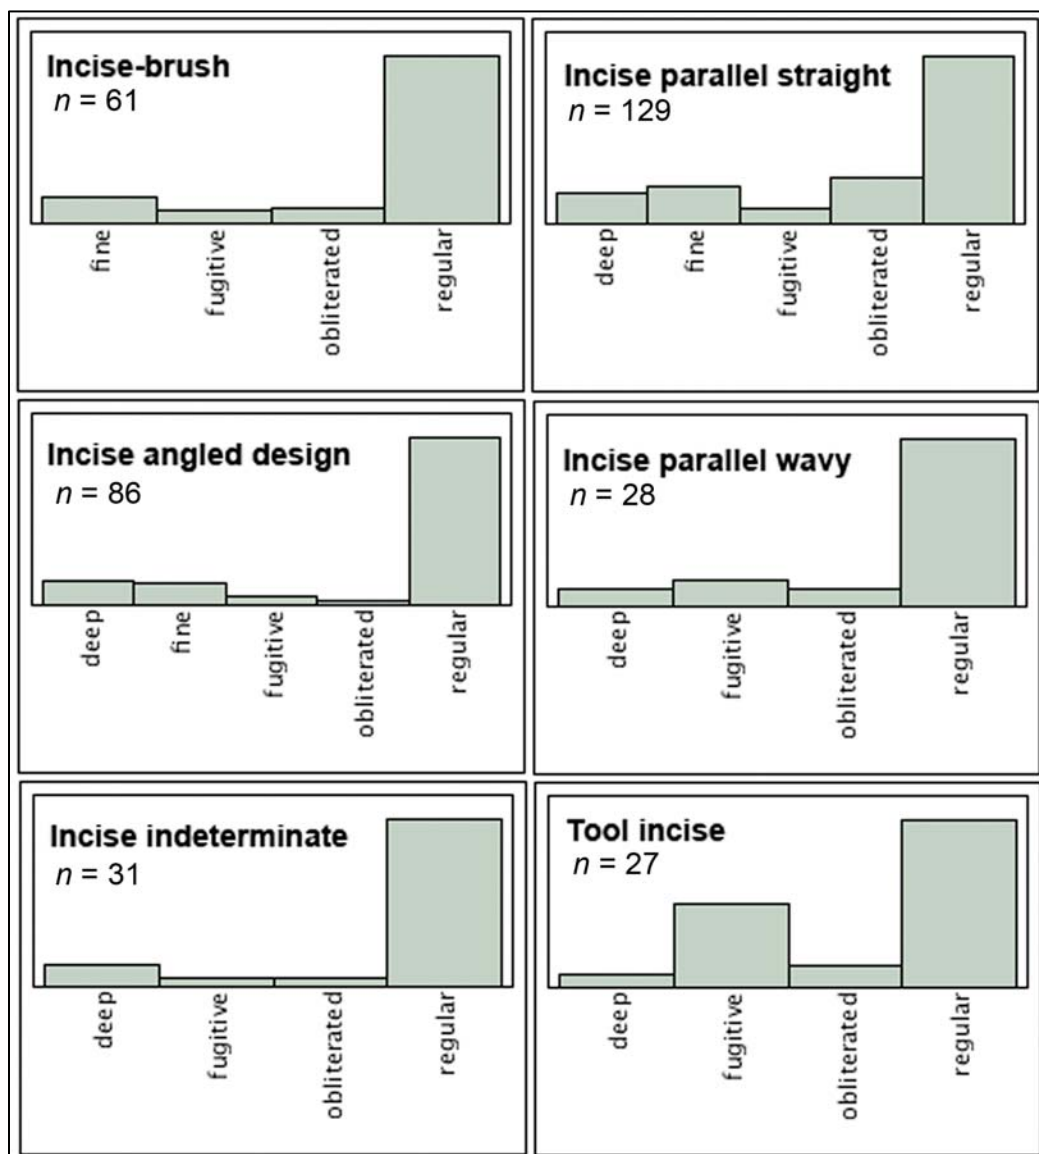 Incise-brush
n = 61
fine
fugitive
obliterated
regular
Incise parallel straight
n = 129
deep
fine
fugitive
obliterated
regular
Incise angled design
n = 86
deep
fine
fugitive
obliterated
regular
Incise parallel wavy
n = 28
deep
fugitive
obliterated
regular
Incise indeterminate
n = 31
deep
fugitive
obliterated
regular
Tool incise
n = 27
deep
fugitive
obliterated
regular